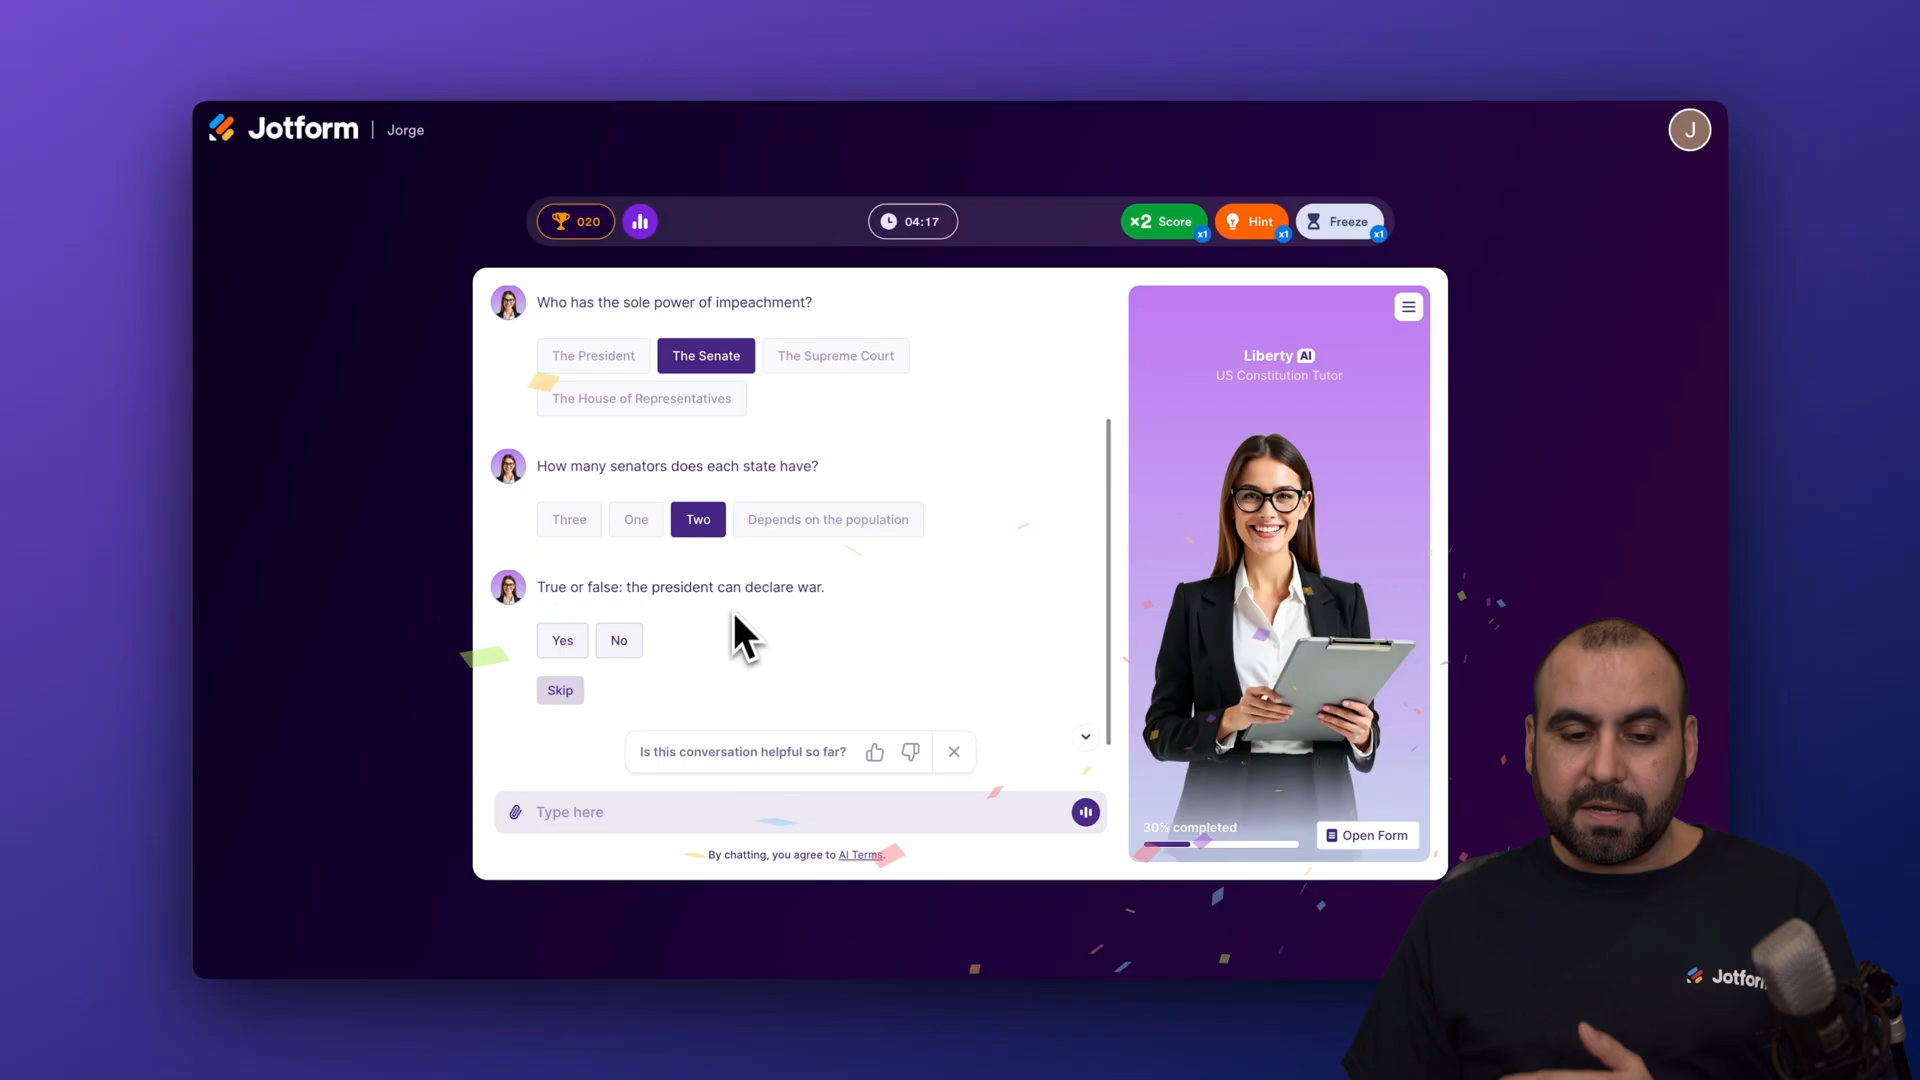 Jotform | Jorge
J
020
04:17
x2 Score x1
Hint x1
Freeze x1
Who has the sole power of impeachment?
The President
The Senate
The Supreme Court
The House of Representatives
How many senators does each state have?
Three
One
Two
Depends on the population
True or false: the president can declare war.
Yes
No
Skip
Is this conversation helpful so far?
Type here
By chatting, you agree to AI Terms.
Liberty AI
US Constitution Tutor
30% completed
Open Form
Jotform